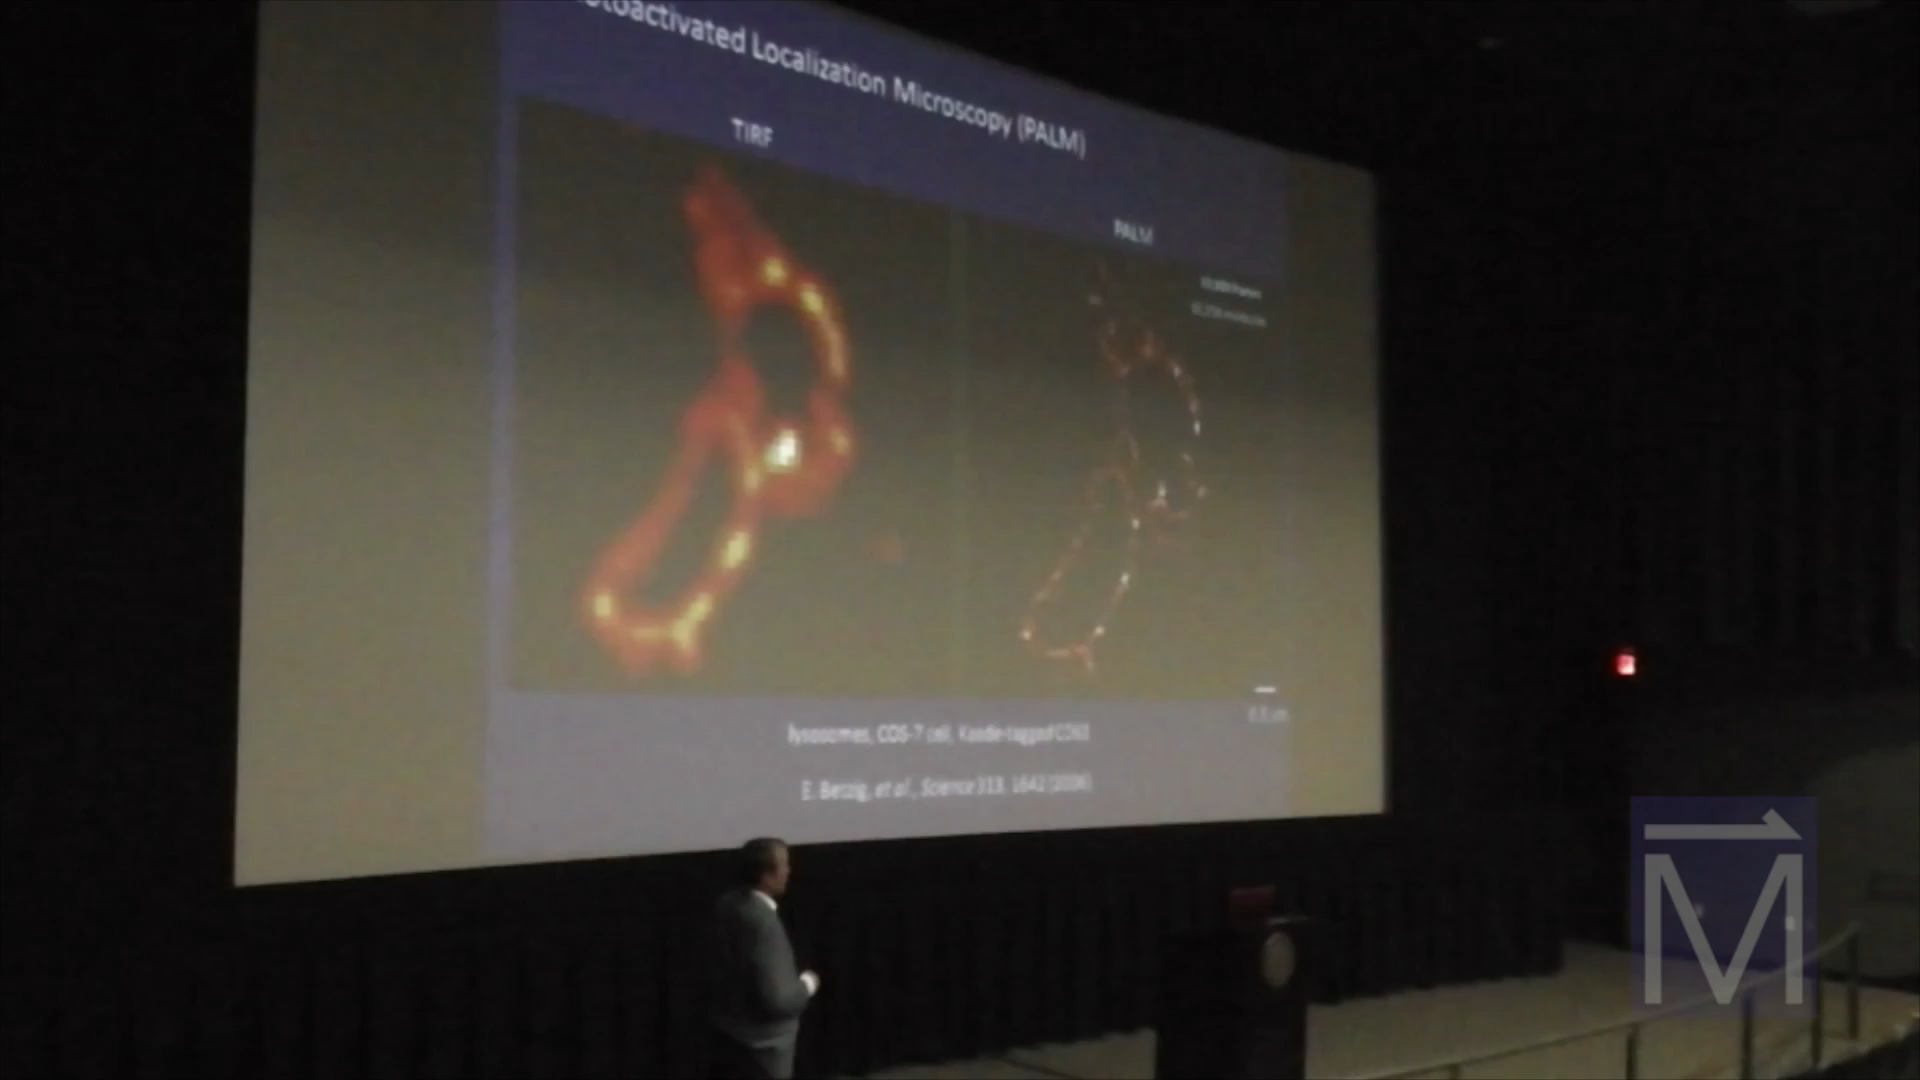 otoactivated Localization Microscopy (PALM)
TIRF
PALM
lysosomes, COS-7 cell, Kaede-tagged CD63
E. Betzig, et al., Science 313, 1642 (2006)
M